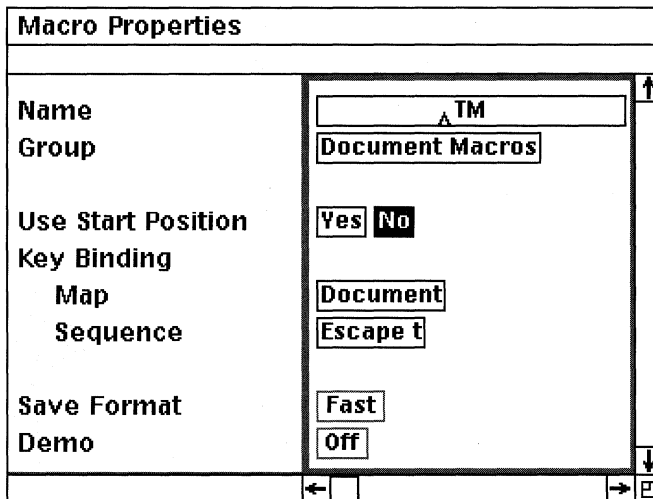 Macro Properties
Name ‸TM
Group Document Macros
Use Start Position Yes No
Key Binding
Map Document
Sequence Escape t
Save Format Fast
Demo Off